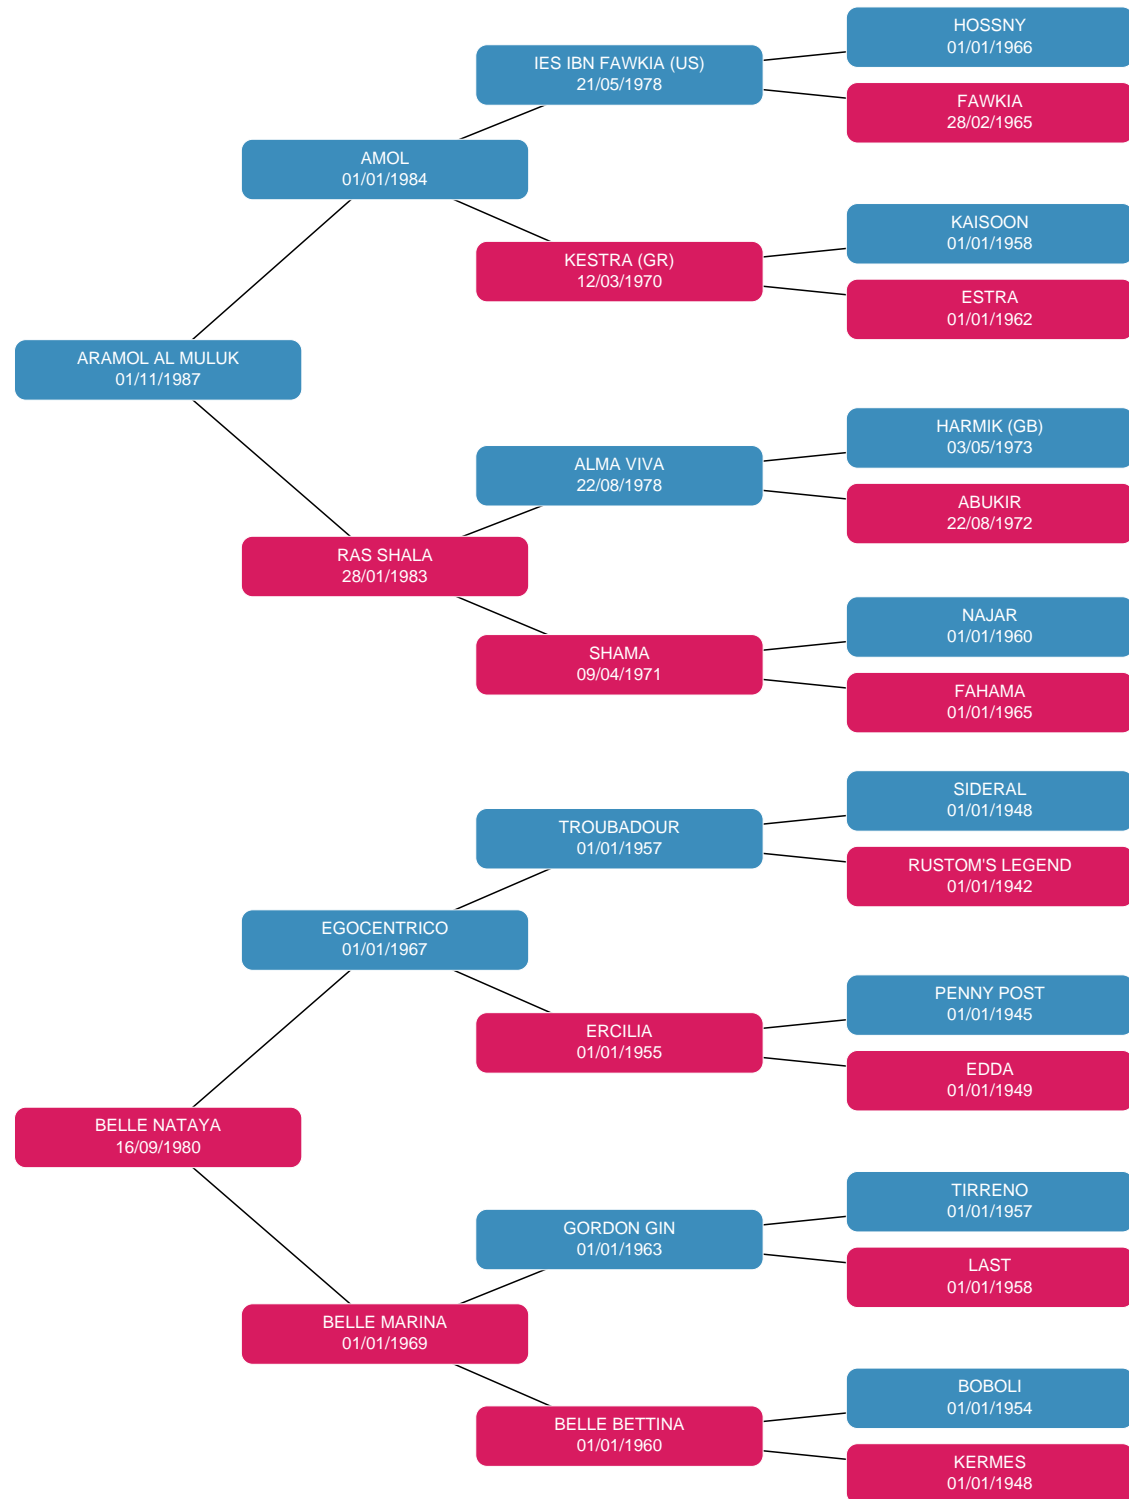 HOSSNY
01/01/1966
IES IBN FAWKIA (US)
21/05/1978
FAWKIA
28/02/1965
AMOL
01/01/1984
KAISOON
01/01/1958
KESTRA (GR)
12/03/1970
ESTRA
01/01/1962
ARAMOL AL MULUK
01/11/1987
HARMIK (GB)
03/05/1973
ALMA VIVA
22/08/1978
ABUKIR
22/08/1972
RAS SHALA
28/01/1983
NAJAR
01/01/1960
SHAMA
09/04/1971
FAHAMA
01/01/1965
SIDERAL
01/01/1948
TROUBADOUR
01/01/1957
RUSTOM'S LEGEND
01/01/1942
EGOCENTRICO
01/01/1967
PENNY POST
01/01/1945
ERCILIA
01/01/1955
EDDA
01/01/1949
BELLE NATAYA
16/09/1980
TIRRENO
01/01/1957
GORDON GIN
01/01/1963
LAST
01/01/1958
BELLE MARINA
01/01/1969
BOBOLI
01/01/1954
BELLE BETTINA
01/01/1960
KERMES
01/01/1948